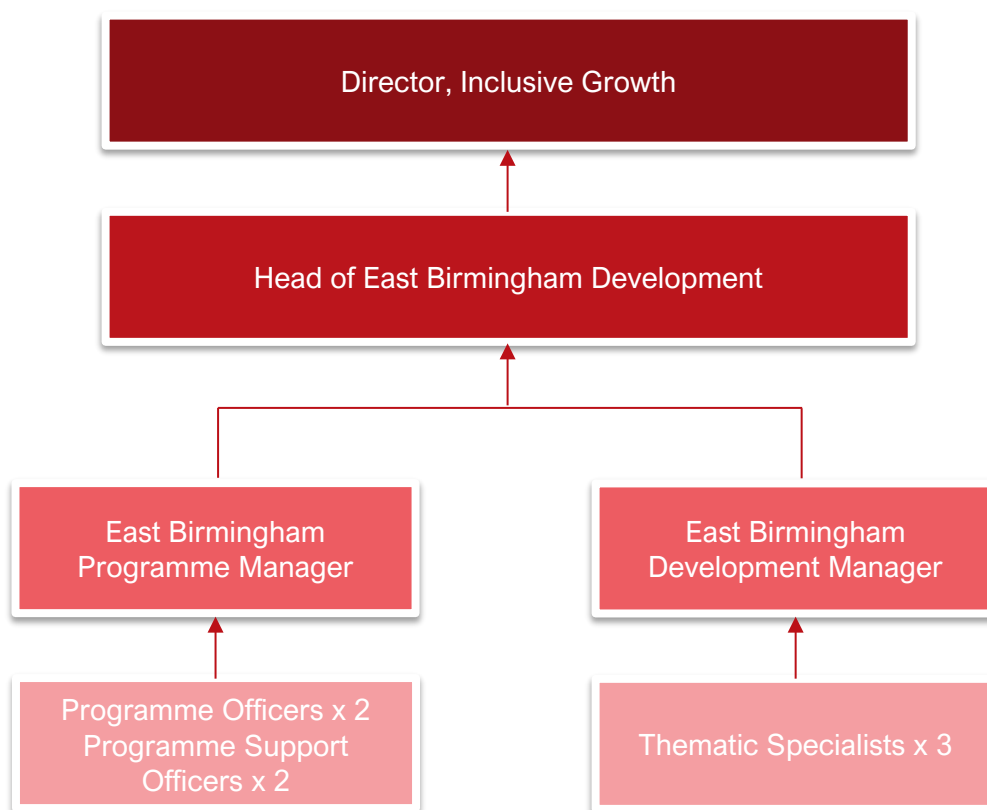 Director, Inclusive Growth
Head of East Birmingham Development
East Birmingham
Programme Manager
East Birmingham
Development Manager
Programme Officers x 2
Programme Support
Officers x 2
Thematic Specialists x 3